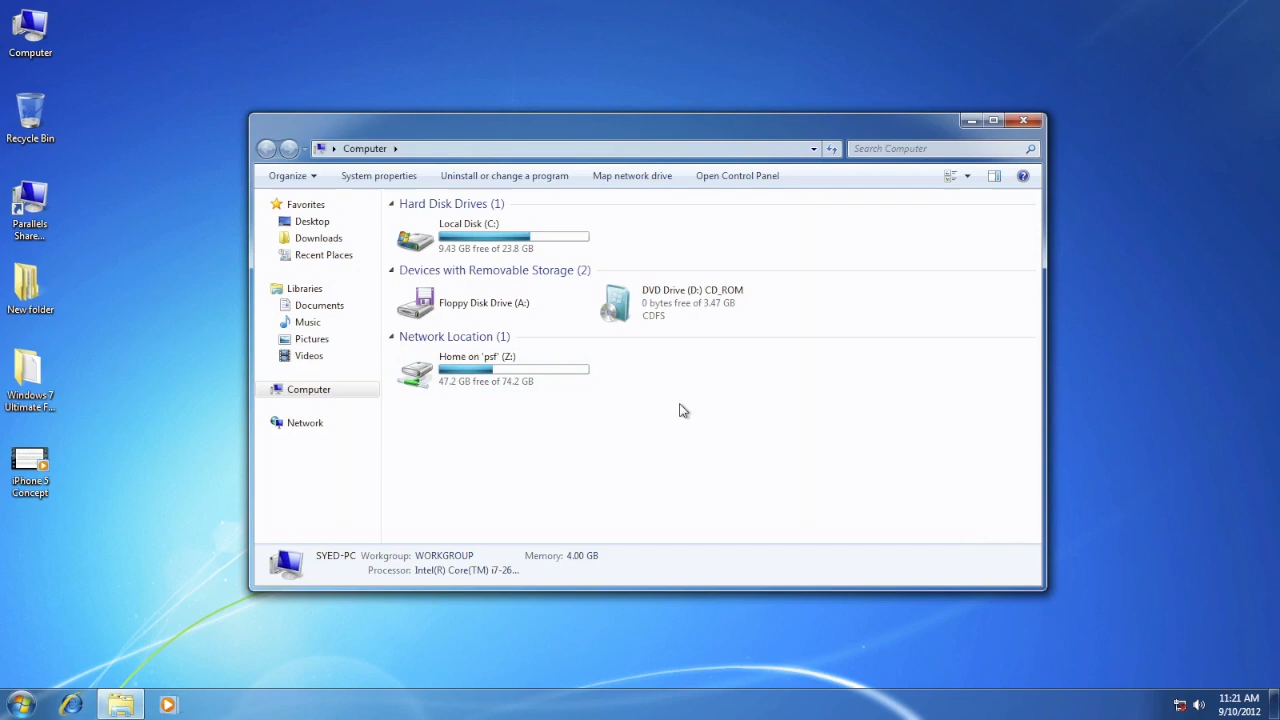 Computer
Recycle Bin
Parallels
Share...
New folder
Windows 7
Ultimate F...
iPhone 5
Concept
Computer
Search Computer
Organize
System properties
Uninstall or change a program
Map network drive
Open Control Panel
Favorites
Desktop
Downloads
Recent Places
Libraries
Documents
Music
Pictures
Videos
Computer
Network
Hard Disk Drives (1)
Local Disk (C:)
9.43 GB free of 23.8 GB
Devices with Removable Storage (2)
Floppy Disk Drive (A:)
DVD Drive (D:) CD_ROM
0 bytes free of 3.47 GB
CDFS
Network Location (1)
Home on 'psf' (Z:)
47.2 GB free of 74.2 GB
SYED-PC Workgroup: WORKGROUP Memory: 4.00 GB
Processor: Intel(R) Core(TM) i7-26...
11:21 AM
9/10/2012